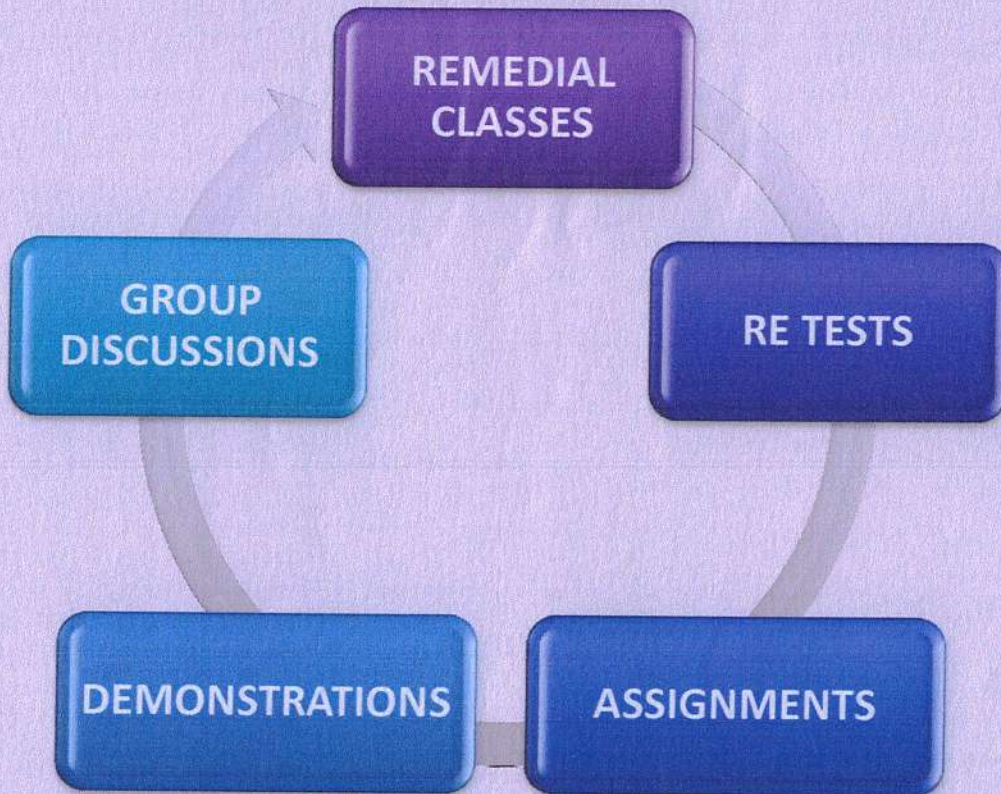 REMEDIAL
CLASSES
RE TESTS
ASSIGNMENTS
DEMONSTRATIONS
GROUP
DISCUSSIONS